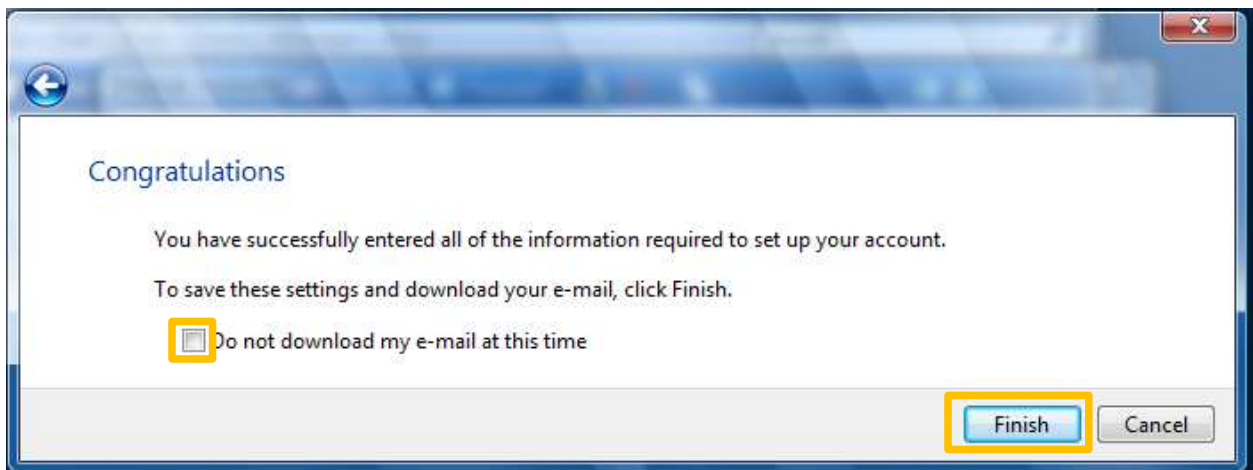 Congratulations
You have successfully entered all of the information required to set up your account.
To save these settings and download your e-mail, click Finish.
Do not download my e-mail at this time
Finish
Cancel